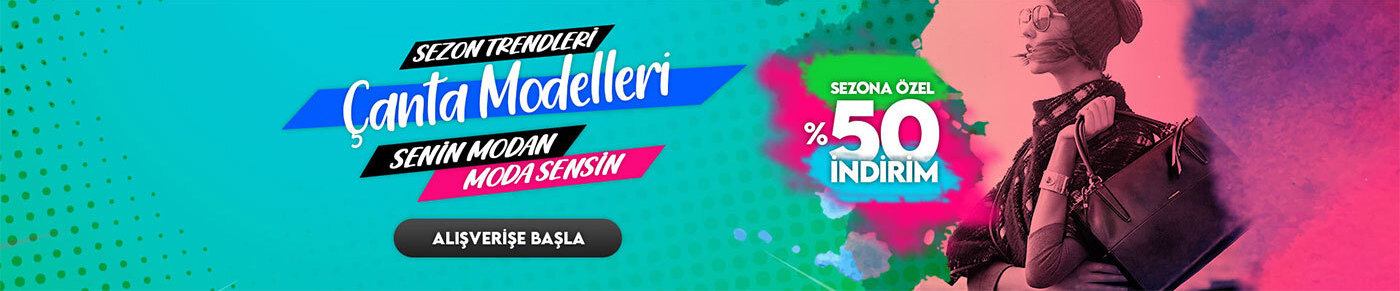 SEZON TRENDLERİ
Çanta Modelleri
SENİN MODAN
MODA SENSİN
ALIŞVERİŞE BAŞLA
SEZONA ÖZEL
%50
İNDİRİM